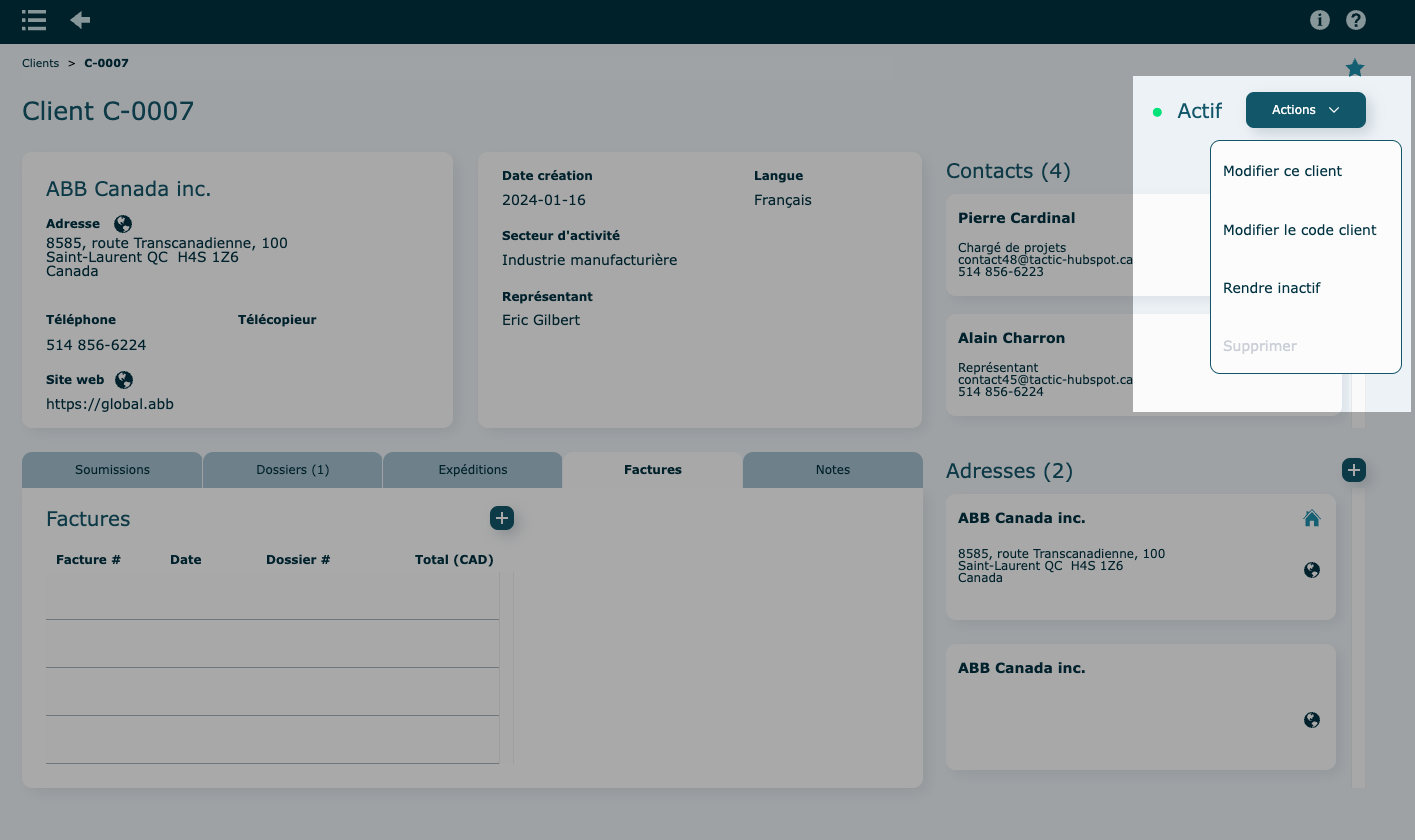 Clients > C-0007
Client C-0007
Actif
Actions
Modifier ce client
Modifier le code client
Rendre inactif
Supprimer
ABB Canada inc.
Adresse
8585, route Transcanadienne, 100
Saint-Laurent QC H4S 1Z6
Canada
Téléphone Télécopieur
514 856-6224
Site web
https://global.abb
Date création Langue
2024-01-16 Français
Secteur d'activité
Industrie manufacturière
Représentant
Eric Gilbert
Contacts (4)
Pierre Cardinal
Chargé de projets
contact48@tactic-hubspot.ca
514 856-6223
Alain Charron
Représentant
contact45@tactic-hubspot.ca
514 856-6224
Soumissions Dossiers (1) Expéditions Factures Notes
Factures
Facture # Date Dossier # Total (CAD)
Adresses (2)
ABB Canada inc.
8585, route Transcanadienne, 100
Saint-Laurent QC H4S 1Z6
Canada
ABB Canada inc.